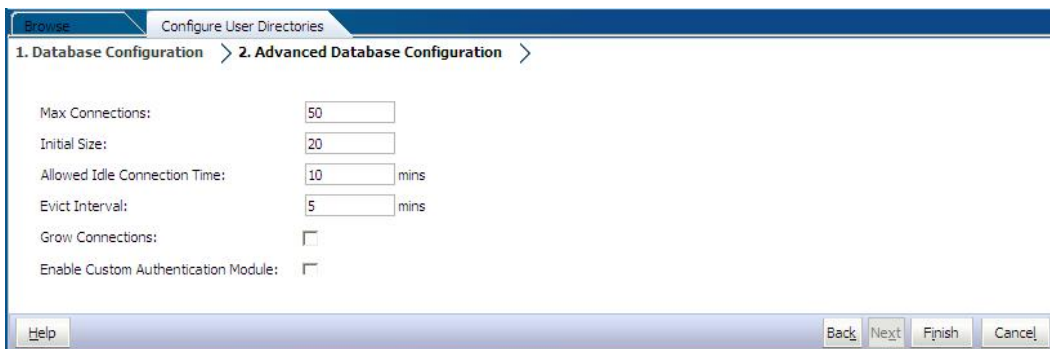 Browse Configure User Directories
1. Database Configuration 2. Advanced Database Configuration
Max Connections: 50
Initial Size: 20
Allowed Idle Connection Time: 10 mins
Evict Interval: 5 mins
Grow Connections:
Enable Custom Authentication Module:
Help Back Next Finish Cancel